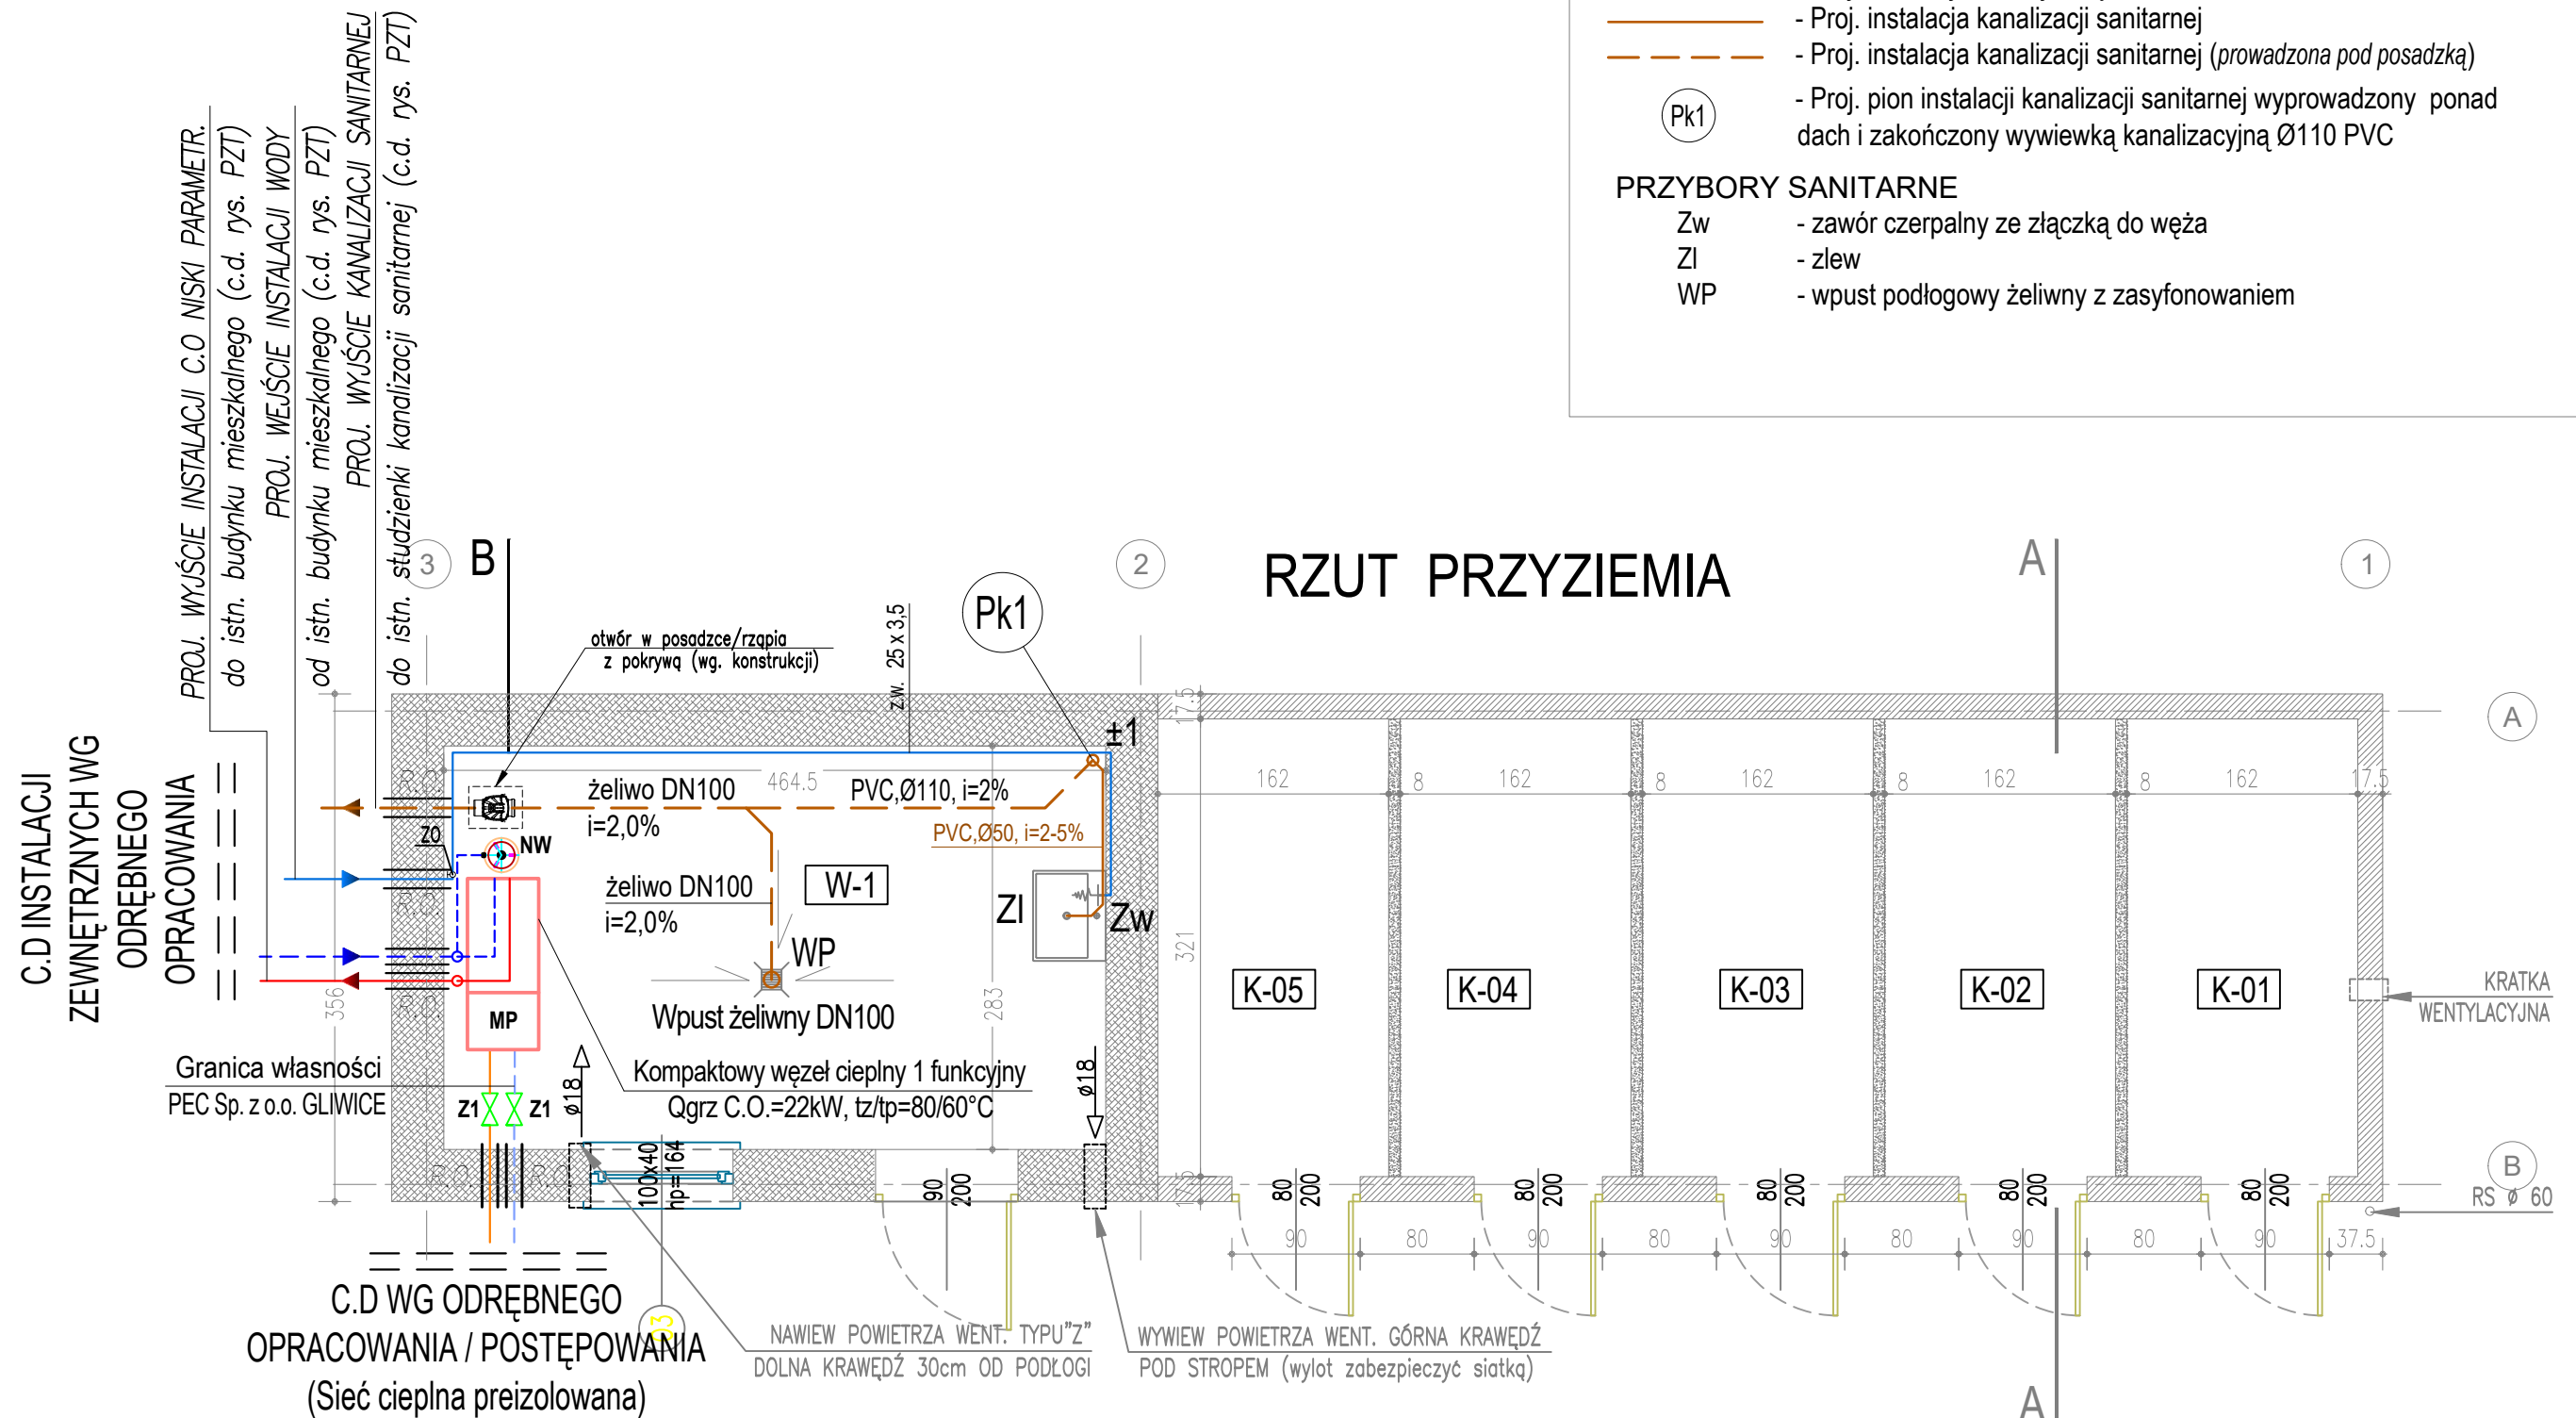 - Proj. instalacja kanalizacji sanitarnej
- Proj. instalacja kanalizacji sanitarnej (prowadzona pod posadzką)
Pk1
- Proj. pion instalacji kanalizacji sanitarnej wyprowadzony ponad
dach i zakończony wywiewką kanalizacyjną Ø110 PVC
PRZYBORY SANITARNE
Zw - zawór czerpalny ze złączką do węża
Zl - zlew
WP - wpust podłogowy żeliwny z zasyfonowaniem
PROJ. WYJŚCIE INSTALACJI C.O NISKI PARAMETR.
do istn. budynku mieszkalnego (c.d. rys. PZT)
PROJ. WEJŚCIE INSTALACJI WODY
od istn. budynku mieszkalnego (c.d. rys. PZT)
PROJ. WYJŚCIE KANALIZACJI SANITARNEJ
do istn. studzienki kanalizacji sanitarnej (c.d. rys. PZT)
3
B
2
RZUT PRZYZIEMIA
A
1
Pk1
otwór w posadzce/rząpia
z pokrywą (wg. konstrukcji)
z.w. 25 x 3,5
17.5
A
±1
C.D INSTALACJI
ZEWNĘTRZNYCH WG
ODRĘBNEGO
OPRACOWANIA
R.O.
żeliwo DN100
i=2,0%
464.5
PVC,Ø110, i=2%
PVC,Ø50, i=2-5%
162
8
162
8
162
8
162
8
162
17.5
ZO
NW
R.O.
żeliwo DN100
i=2,0%
W-1
Zl
Zw
WP
321
356
R.O.
MP
Wpust żeliwny DN100
283
K-05
K-04
K-03
K-02
K-01
KRATKA
WENTYLACYJNA
Granica własności
PEC Sp. z o.o. GLIWICE
Z1
Z1
ø18
Kompaktowy węzeł cieplny 1 funkcyjny
Qgrz C.O.=22kW, tz/tp=80/60°C
ø18
R.O.
R.O.
100x40
hp=164
90
200
17.5
80
200
80
200
80
200
80
200
80
200
B
RS ø 60
90
80
90
80
90
80
90
80
90
37.5
C.D WG ODRĘBNEGO
OPRACOWANIA / POSTĘPOWANIA
(Sieć cieplna preizolowana)
NAWIEW POWIETRZA WENT. TYPU"Z"
DOLNA KRAWĘDŹ 30cm OD PODŁOGI
WYWIEW POWIETRZA WENT. GÓRNA KRAWĘDŹ
POD STROPEM (wylot zabezpieczyć siatką)
A